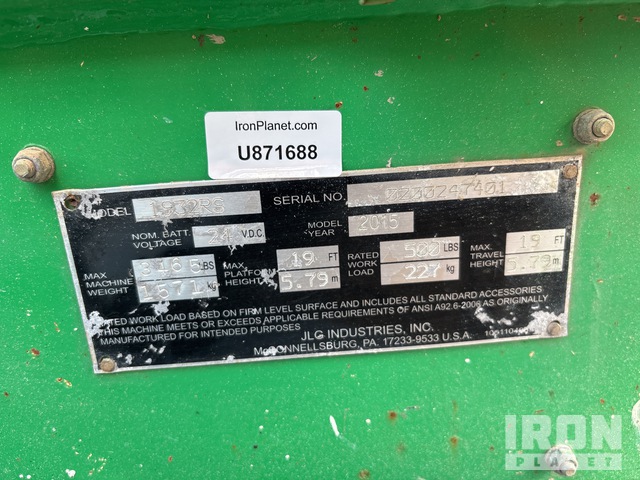 IronPlanet.com
U871688
MODEL 1932RS SERIAL NO. 0200247401
NOM. BATT. VOLTAGE 24 V.D.C. MODEL YEAR 2015
MAX MACHINE WEIGHT 3465 LBS 1571 kg MAX PLATFORM HEIGHT 19 FT 5.79 m RATED WORK LOAD 500 LBS 227 kg MAX TRAVEL HEIGHT 19 FT 5.79 m
RATED WORK LOAD BASED ON FIRM LEVEL SURFACE AND INCLUDES ALL STANDARD ACCESSORIES
THIS MACHINE MEETS OR EXCEEDS APPLICABLE REQUIREMENTS OF ANSI A92.6-2006 AS ORIGINALLY
MANUFACTURED FOR INTENDED PURPOSES
JLG INDUSTRIES, INC.
McCONNELLSBURG, PA. 17233-9533 U.S.A.
IRON
PLANET